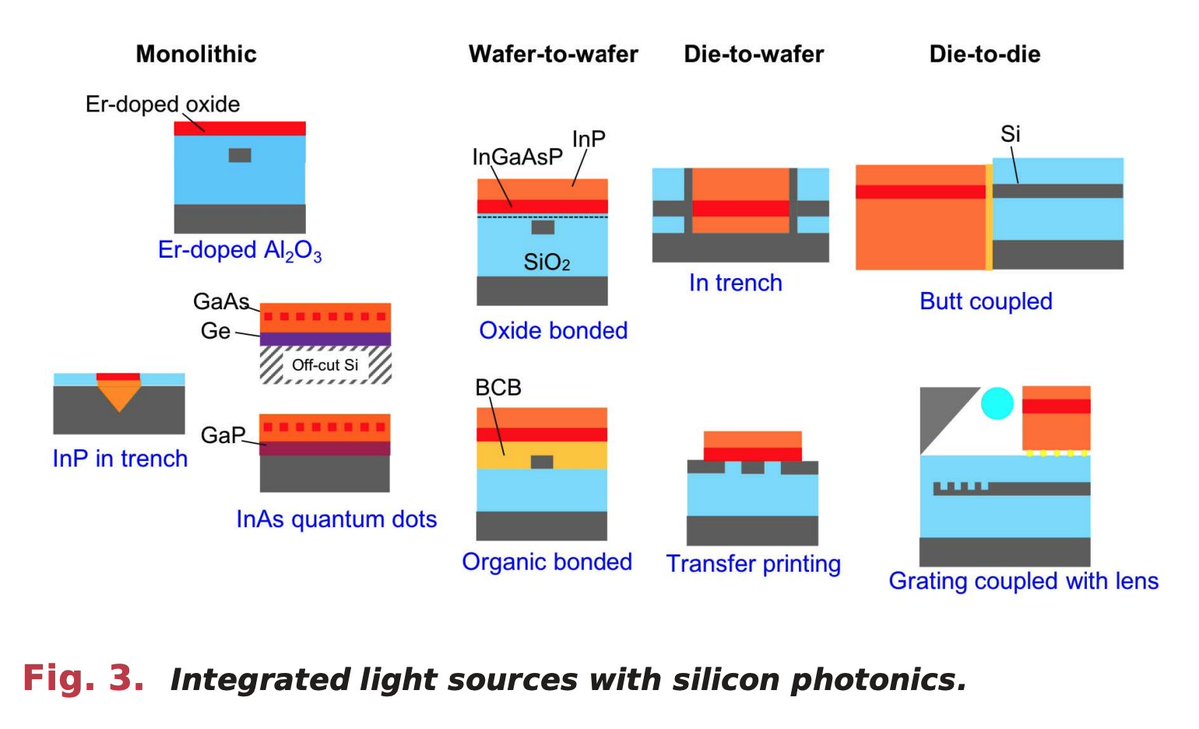 Monolithic
Wafer-to-wafer
Die-to-wafer
Die-to-die
Er-doped oxide
Er-doped Al₂O₃
GaAs
Ge
Off-cut Si
InP in trench
GaP
InAs quantum dots
InP
InGaAsP
SiO₂
Oxide bonded
BCB
Organic bonded
In trench
Transfer printing
Si
Butt coupled
Grating coupled with lens
Fig. 3. Integrated light sources with silicon photonics.